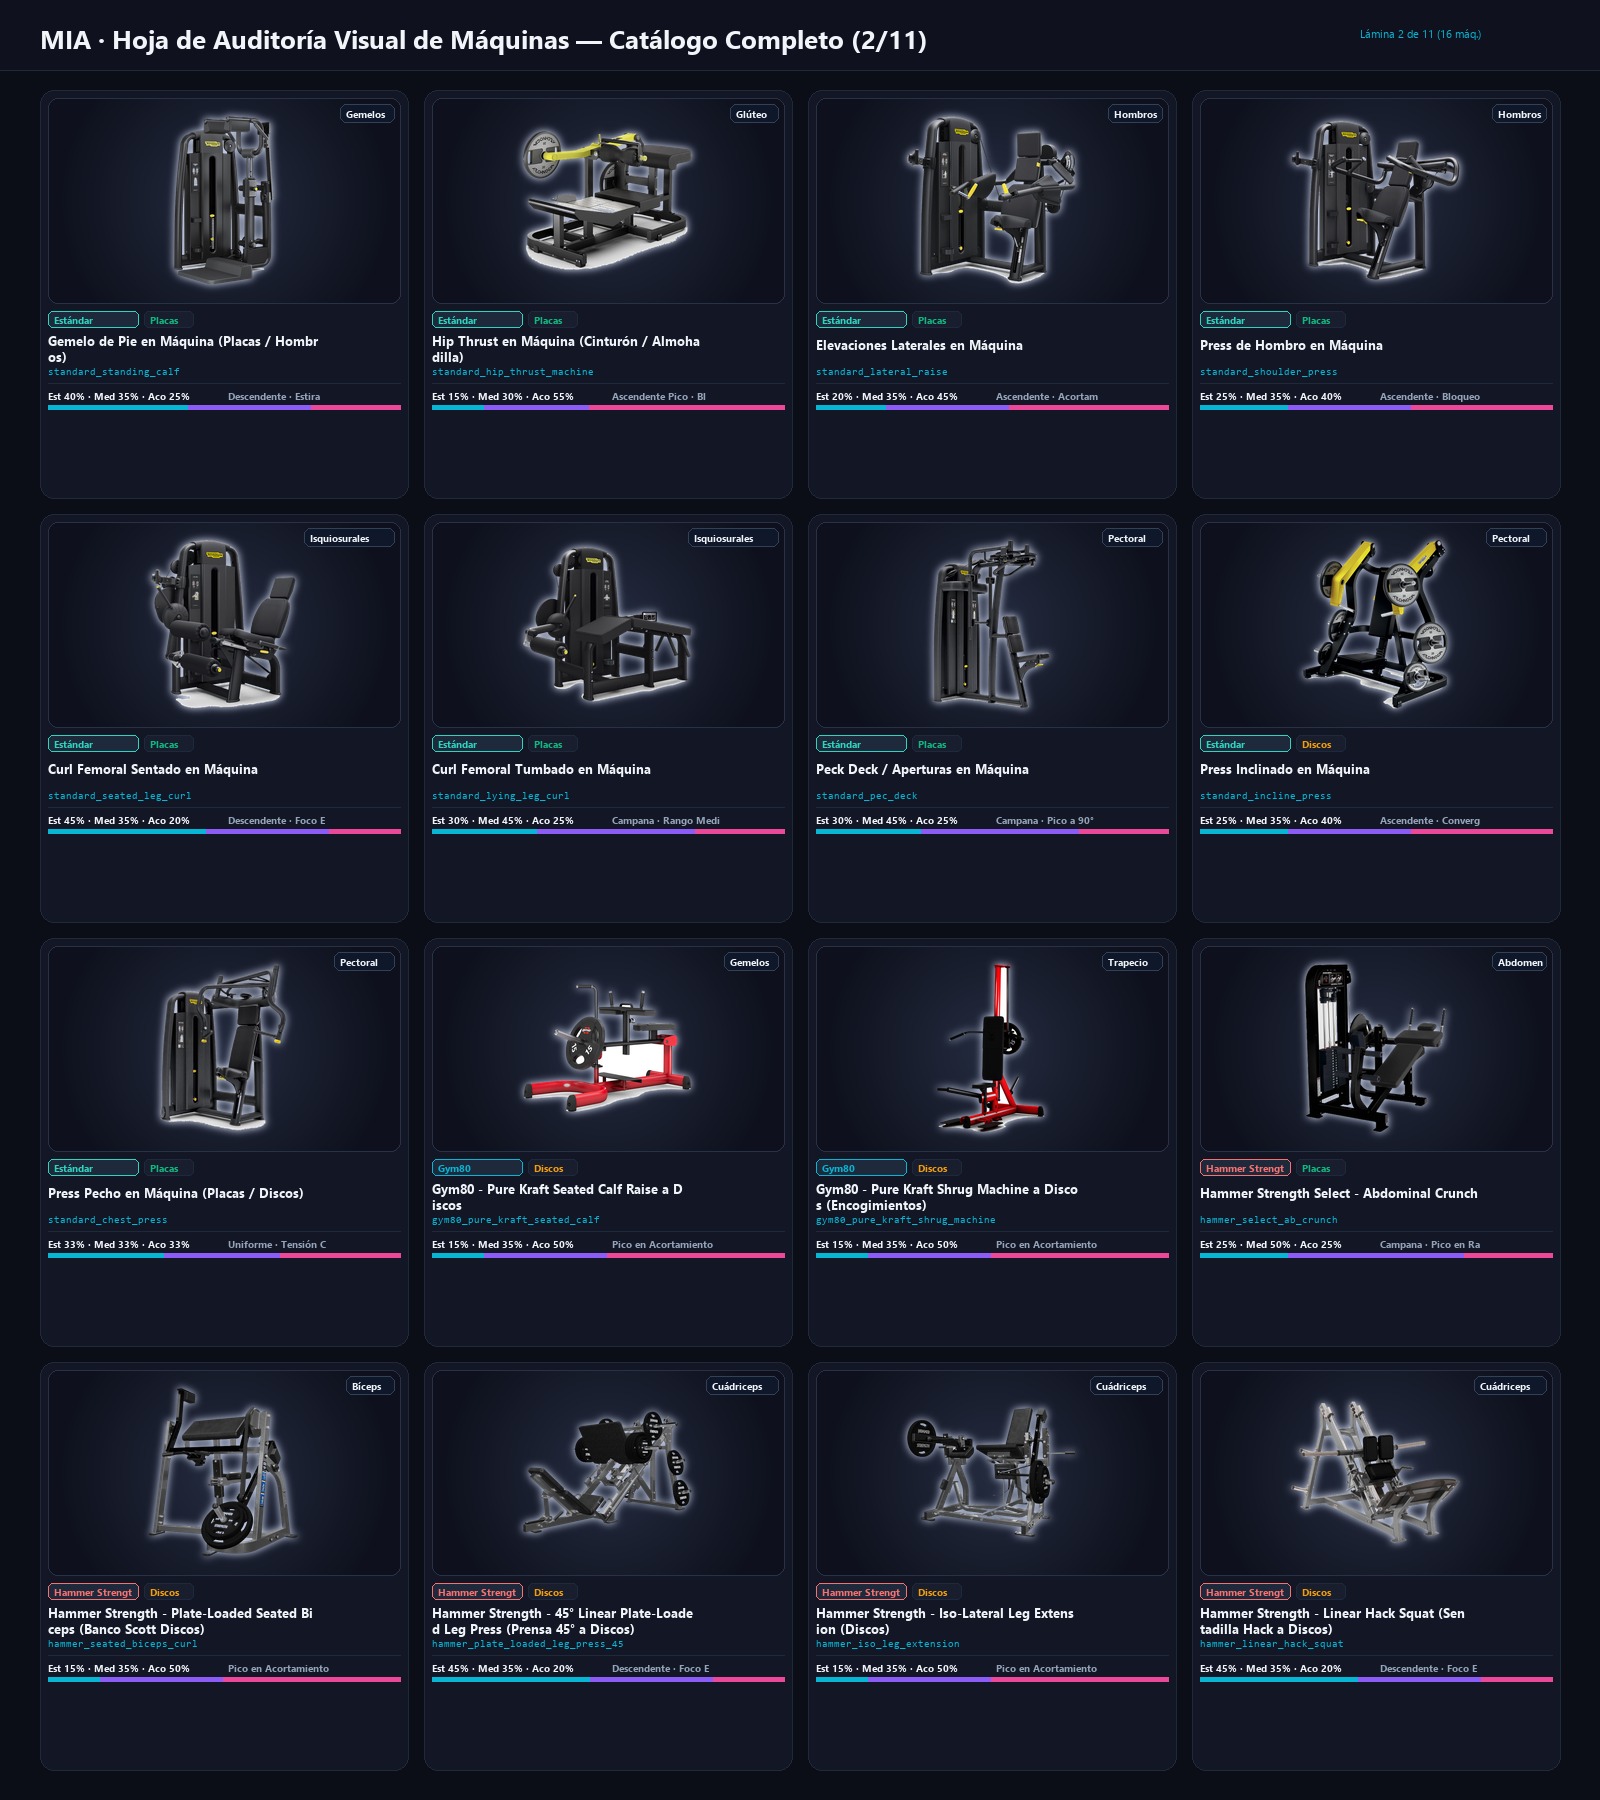 MIA · Hoja de Auditoría Visual de Máquinas — Catálogo Completo (2/11)
Lámina 2 de 11 (16 máq.)
Gemelos
Estándar
Placas
Gemelo de Pie en Máquina (Placas / Hombr
os)
standard_standing_calf
Est 40% · Med 35% · Aco 25%
Descendente · Estira
Glúteo
Estándar
Placas
Hip Thrust en Máquina (Cinturón / Almoha
dilla)
standard_hip_thrust_machine
Est 15% · Med 30% · Aco 55%
Ascendente Pico · Bl
Hombros
Estándar
Placas
Elevaciones Laterales en Máquina
standard_lateral_raise
Est 20% · Med 35% · Aco 45%
Ascendente · Acortam
Hombros
Estándar
Placas
Press de Hombro en Máquina
standard_shoulder_press
Est 25% · Med 35% · Aco 40%
Ascendente · Bloqueo
Isquiosurales
Estándar
Placas
Curl Femoral Sentado en Máquina
standard_seated_leg_curl
Est 45% · Med 35% · Aco 20%
Descendente · Foco E
Isquiosurales
Estándar
Placas
Curl Femoral Tumbado en Máquina
standard_lying_leg_curl
Est 30% · Med 45% · Aco 25%
Campana · Rango Medi
Pectoral
Estándar
Placas
Peck Deck / Aperturas en Máquina
standard_pec_deck
Est 30% · Med 45% · Aco 25%
Campana · Pico a 90°
Pectoral
Estándar
Discos
Press Inclinado en Máquina
standard_incline_press
Est 25% · Med 35% · Aco 40%
Ascendente · Converg
Pectoral
Estándar
Placas
Press Pecho en Máquina (Placas / Discos)
standard_chest_press
Est 33% · Med 33% · Aco 33%
Uniforme · Tensión C
Gemelos
Gym80
Discos
Gym80 - Pure Kraft Seated Calf Raise a D
iscos
gym80_pure_kraft_seated_calf
Est 15% · Med 35% · Aco 50%
Pico en Acortamiento
Trapecio
Gym80
Discos
Gym80 - Pure Kraft Shrug Machine a Disco
s (Encogimientos)
gym80_pure_kraft_shrug_machine
Est 15% · Med 35% · Aco 50%
Pico en Acortamiento
Abdomen
Hammer Strengt
Placas
Hammer Strength Select - Abdominal Crunch
hammer_select_ab_crunch
Est 25% · Med 50% · Aco 25%
Campana · Pico en Ra
Bíceps
Hammer Strengt
Discos
Hammer Strength - Plate-Loaded Seated Bi
ceps (Banco Scott Discos)
hammer_seated_biceps_curl
Est 15% · Med 35% · Aco 50%
Pico en Acortamiento
Cuádriceps
Hammer Strengt
Discos
Hammer Strength - 45° Linear Plate-Loade
d Leg Press (Prensa 45° a Discos)
hammer_plate_loaded_leg_press_45
Est 45% · Med 35% · Aco 20%
Descendente · Foco E
Cuádriceps
Hammer Strengt
Discos
Hammer Strength - Iso-Lateral Leg Extens
ion (Discos)
hammer_iso_leg_extension
Est 15% · Med 35% · Aco 50%
Pico en Acortamiento
Cuádriceps
Hammer Strengt
Discos
Hammer Strength - Linear Hack Squat (Sen
tadilla Hack a Discos)
hammer_linear_hack_squat
Est 45% · Med 35% · Aco 20%
Descendente · Foco E